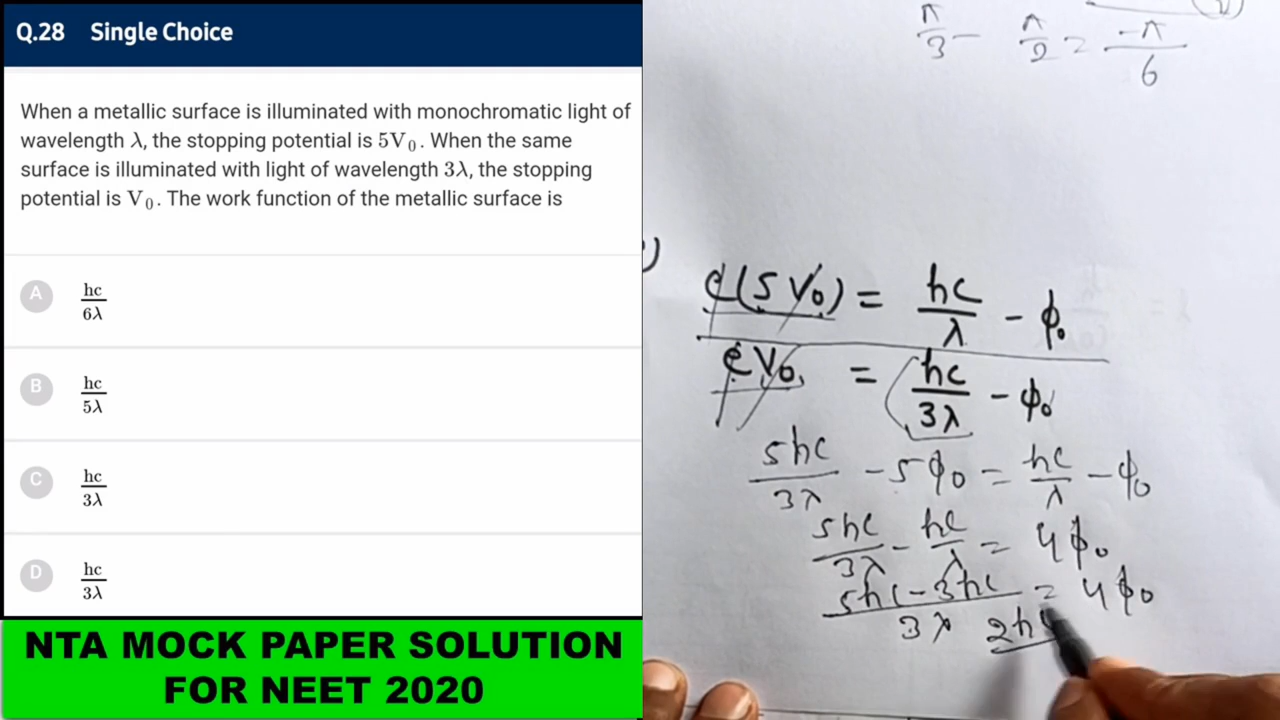 Q.28 Single Choice
When a metallic surface is illuminated with monochromatic light of
wavelength λ, the stopping potential is 5V₀. When the same
surface is illuminated with light of wavelength 3λ, the stopping
potential is V₀. The work function of the metallic surface is
A hc/6λ
B hc/5λ
C hc/3λ
D hc/3λ
NTA MOCK PAPER SOLUTION
FOR NEET 2020
π/3 - π/2 = -π/6
e(5V₀) = hc/λ - ϕ₀
eV₀ = hc/3λ - ϕ₀
5hc/3λ - 5ϕ₀ = hc/λ - ϕ₀
5hc/3λ - hc/λ = 4ϕ₀
5hc-3hc/3λ = 4ϕ₀